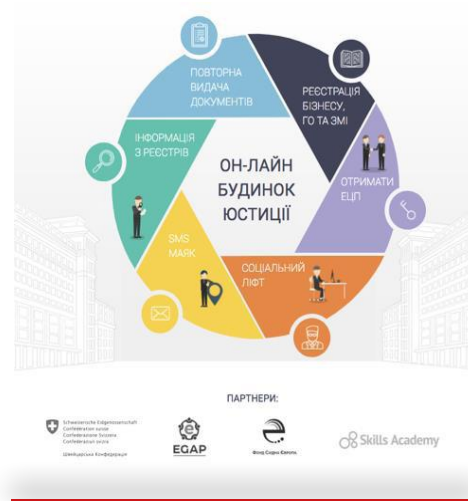 ПОВТОРНА
ВИДАЧА
ДОКУМЕНТІВ
РЕЄСТРАЦІЯ
БІЗНЕСУ,
ГО ТА ЗМІ
ІНФОРМАЦІЯ
З РЕЄСТРІВ
ОН-ЛАЙН
БУДИНОК
ЮСТИЦІЇ
ОТРИМАТИ
ЕЦП
SMS
МАЯК
СОЦІАЛЬНИЙ
ЛІФТ
ПАРТНЕРИ:
Schweizerische Eidgenossenschaft
Confédération suisse
Confederazione Svizzera
Confederaziun svizra
Швейцарська Конфедерація
e
EGAP
Фонд Східна Європа
Skills Academy